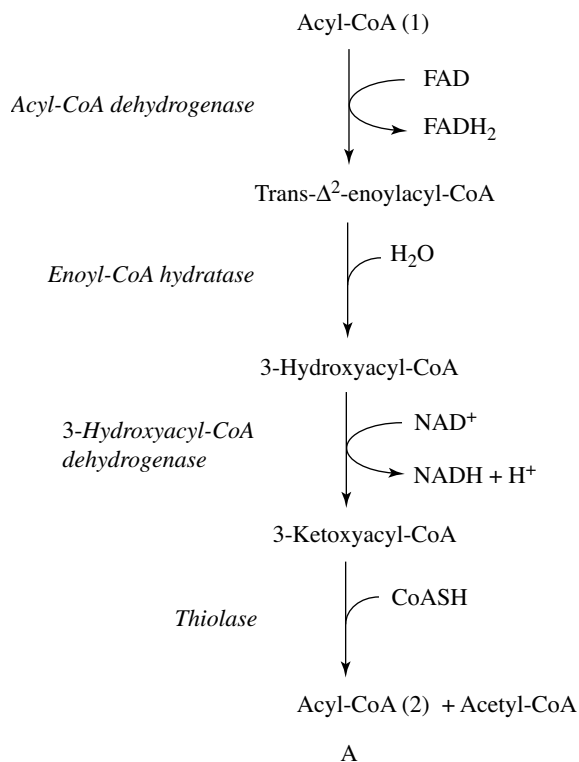 Acyl-CoA (1)
FAD
Acyl-CoA dehydrogenase
FADH₂
Trans-Δ²-enoylacyl-CoA
H₂O
Enoyl-CoA hydratase
3-Hydroxyacyl-CoA
NAD⁺
3-Hydroxyacyl-CoA
dehydrogenase
NADH + H⁺
3-Ketoxyacyl-CoA
CoASH
Thiolase
Acyl-CoA (2) + Acetyl-CoA
A